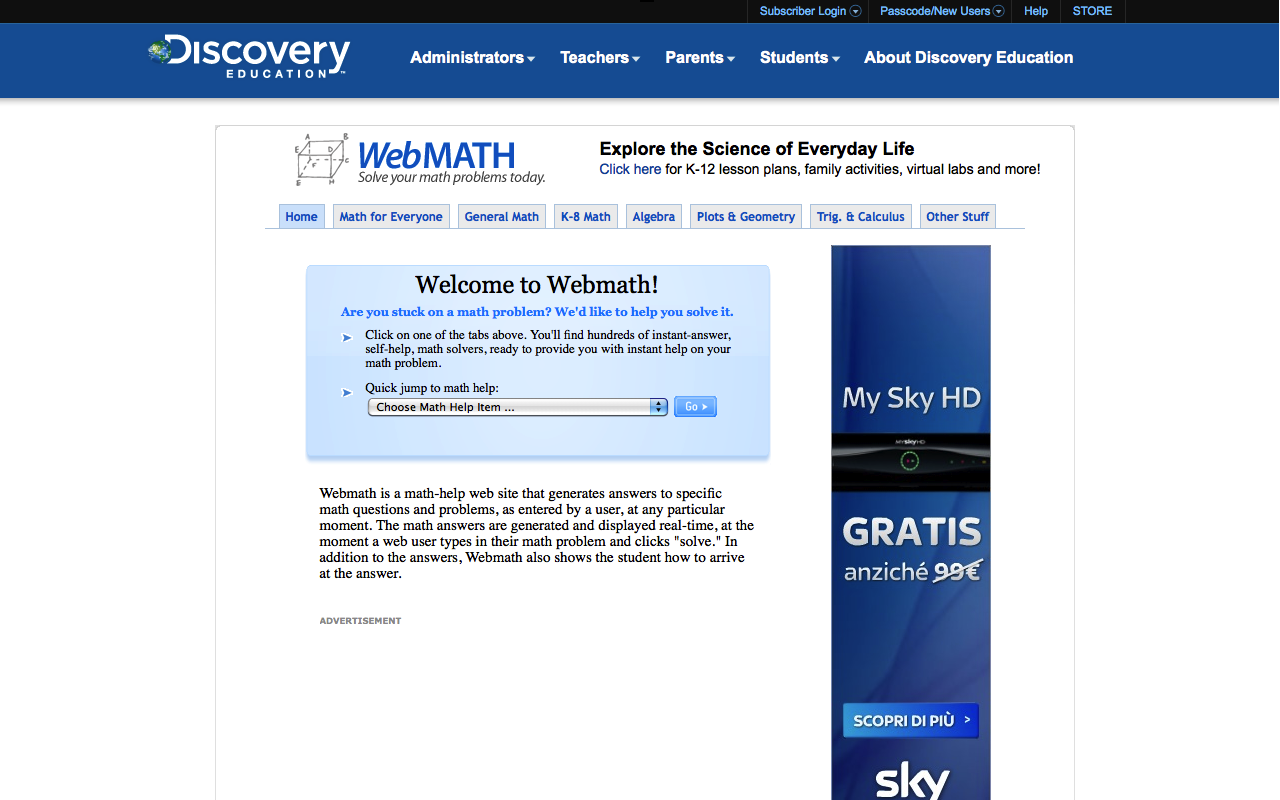 Subscriber Login
Passcode/New Users
Help
STORE
Discovery
EDUCATION™
Administrators
Teachers
Parents
Students
About Discovery Education
A
B
E
D
F
C
E
H
WebMATH
Solve your math problems today.
Explore the Science of Everyday Life
Click here for K-12 lesson plans, family activities, virtual labs and more!
Home
Math for Everyone
General Math
K-8 Math
Algebra
Plots & Geometry
Trig. & Calculus
Other Stuff
Welcome to Webmath!
Are you stuck on a math problem? We'd like to help you solve it.
Click on one of the tabs above. You'll find hundreds of instant-answer,
self-help, math solvers, ready to provide you with instant help on your
math problem.
Quick jump to math help:
Choose Math Help Item ...
Go
Webmath is a math-help web site that generates answers to specific
math questions and problems, as entered by a user, at any particular
moment. The math answers are generated and displayed real-time, at the
moment a web user types in their math problem and clicks "solve." In
addition to the answers, Webmath also shows the student how to arrive
at the answer.
ADVERTISEMENT
My Sky HD
MY sky HD
GRATIS
anziché 99€
SCOPRI DI PIÙ >
sky